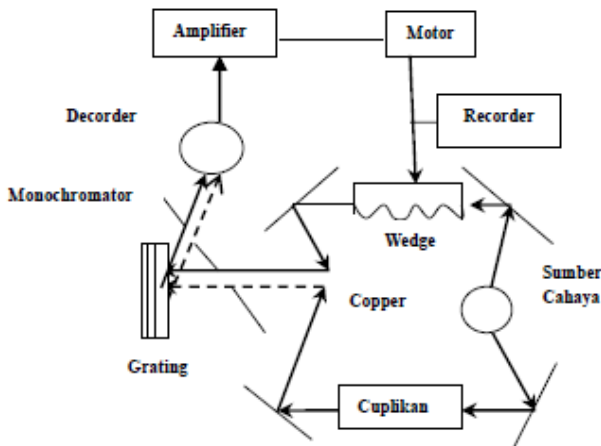 Amplifier
Motor
Decorder
Recorder
Monochromator
Wedge
Sumber
Cahaya
Copper
Grating
Cuplikan